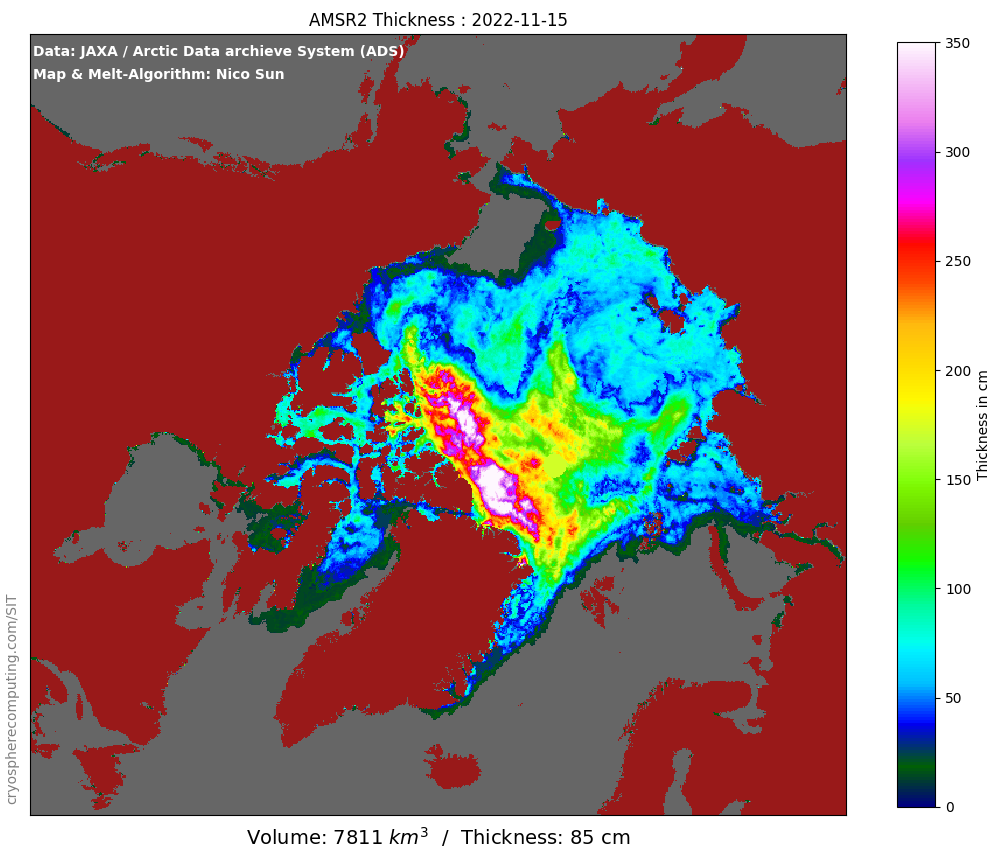 AMSR2 Thickness : 2022-11-15
Data: JAXA / Arctic Data archieve System (ADS)
Map & Melt-Algorithm: Nico Sun
350
300
250
200
150
100
50
0
Thickness in cm
cryospherecomputing.com/SIT
Volume: 7811 km³ / Thickness: 85 cm